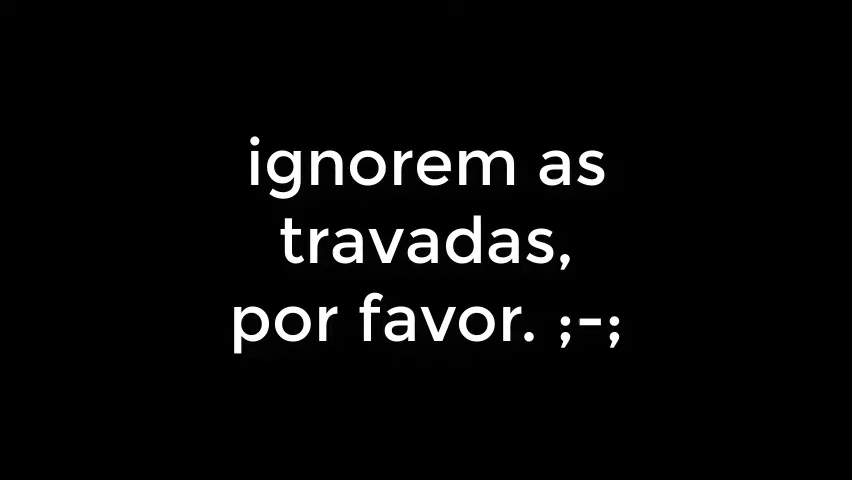 ignorem as
travadas,
por favor. ;-;